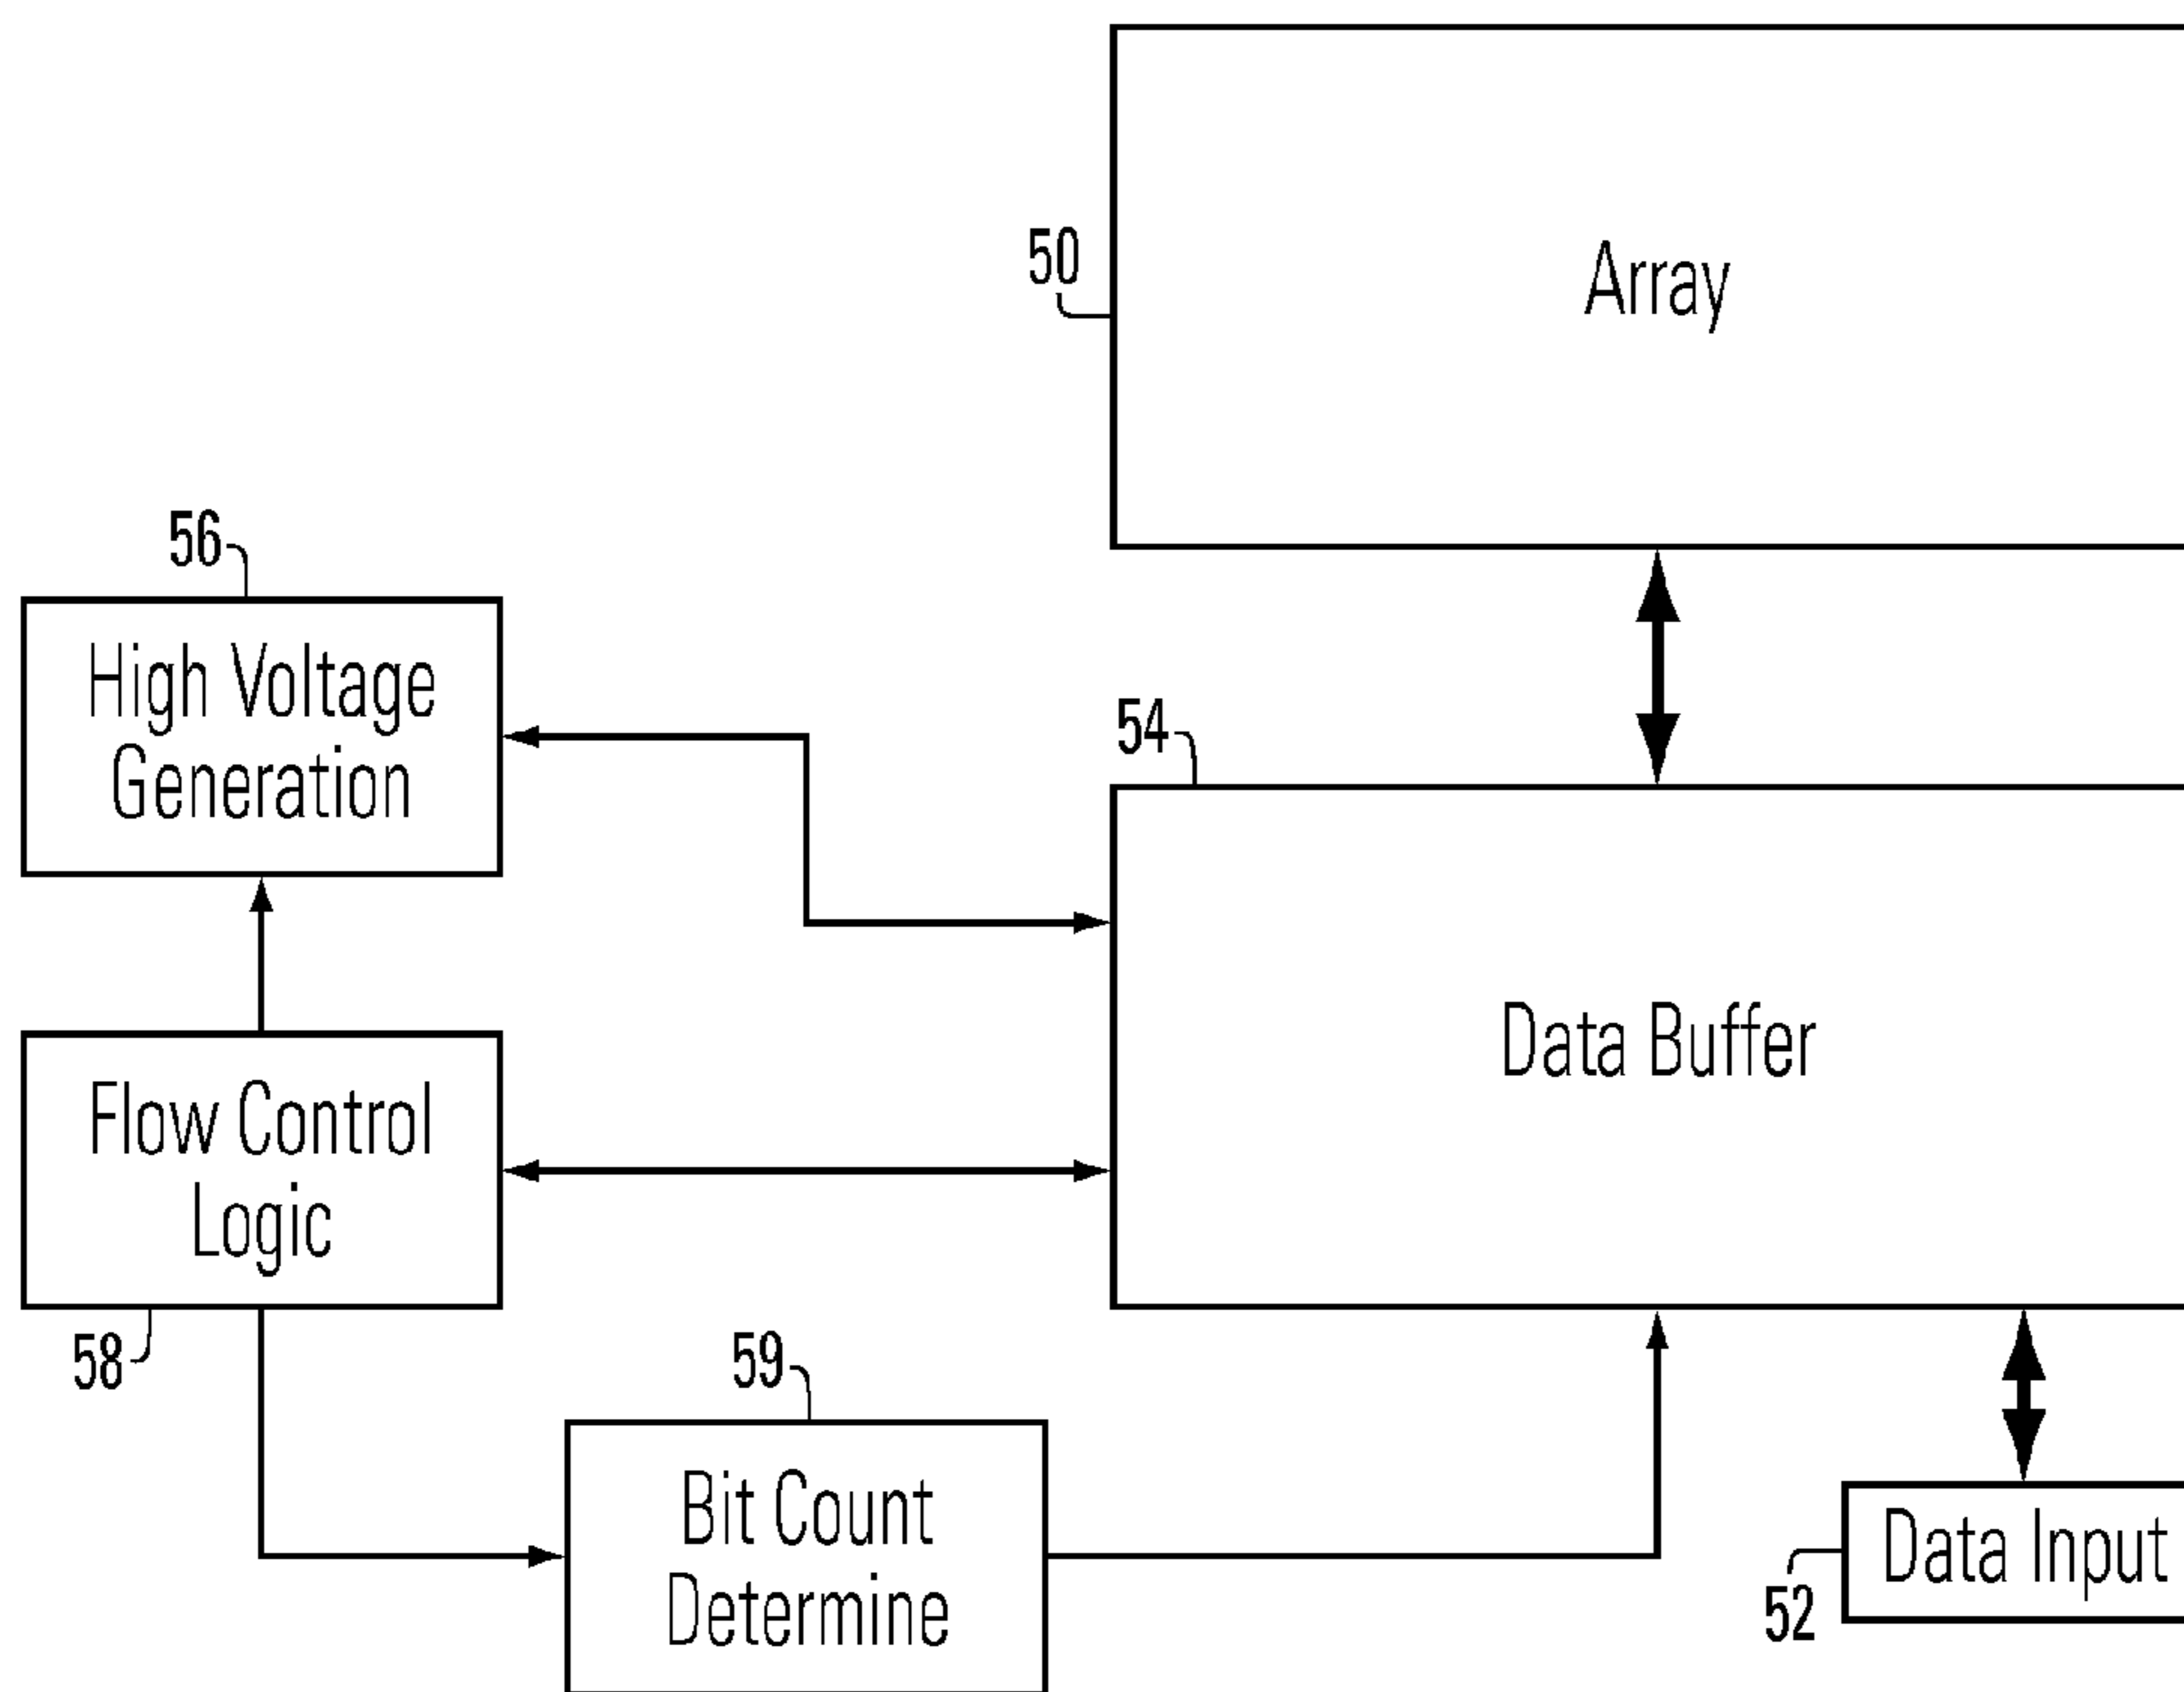 50
Array
56
High Voltage
Generation
54
Data Buffer
Flow Control
Logic
58
59
Bit Count
Determine
Data Input
52